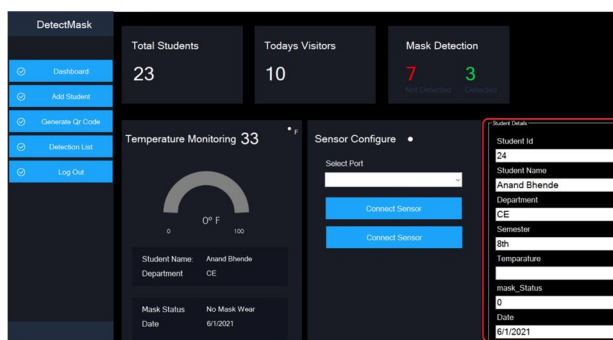 DetectMask
Dashboard
Add Student
Generate Qr Code
Detection List
Log Out
Total Students
23
Todays Visitors
10
Mask Detection
7 3
Not Detected Detected
Temperature Monitoring 33
° F
0° F
0 100
Student Name: Anand Bhende
Department CE
Mask Status No Mask Wear
Date 6/1/2021
Sensor Configure
Select Port
Connect Sensor
Connect Sensor
Student Details
Student Id
24
Student Name
Anand Bhende
Department
CE
Semester
8th
Temparature
mask_Status
0
Date
6/1/2021